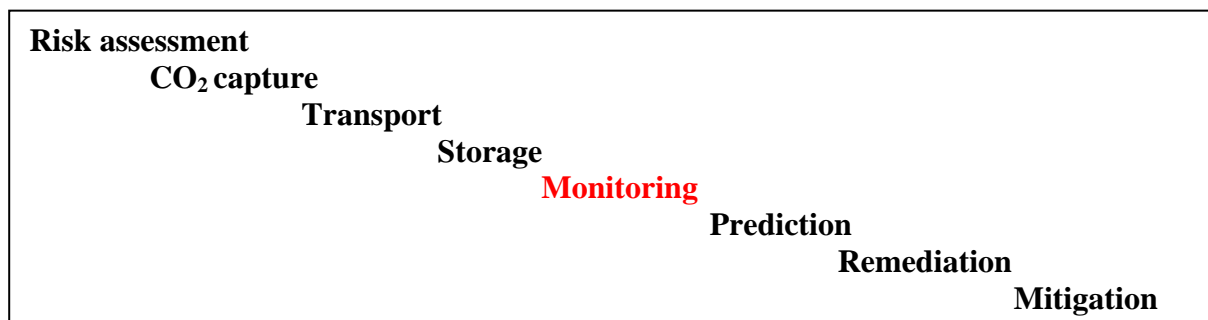 Risk assessment
CO₂ capture
Transport
Storage
Monitoring
Prediction
Remediation
Mitigation